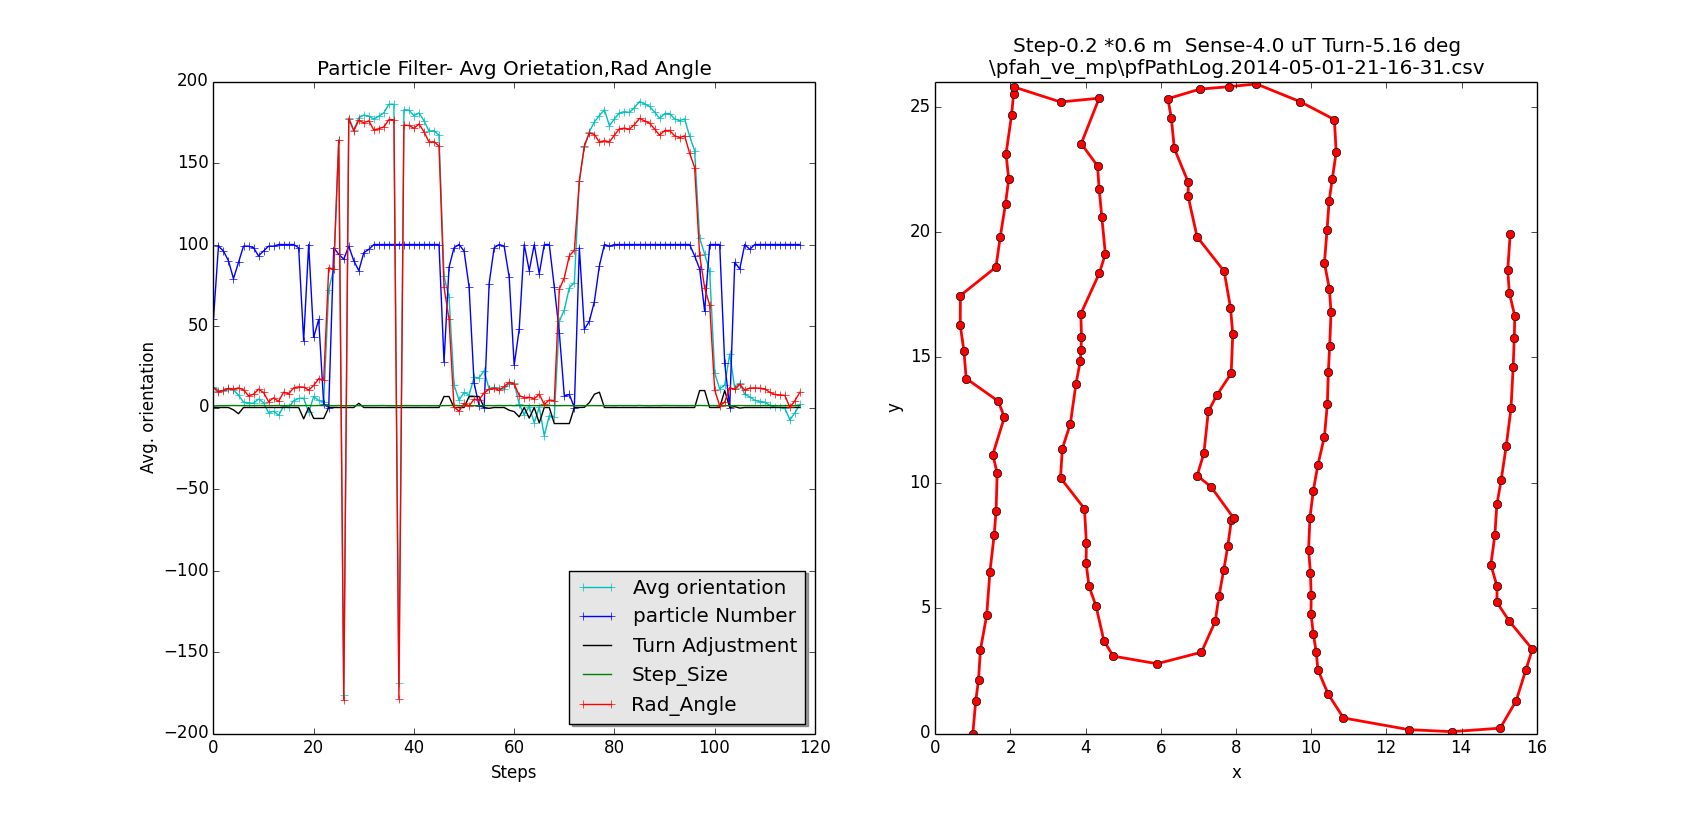 Particle Filter- Avg Orietation,Rad Angle
200
150
100
50
0
−50
−100
−150
−200
Avg. orientation
0 20 40 60 80 100 120
Steps
Avg orientation
particle Number
Turn Adjustment
Step_Size
Rad_Angle
Step-0.2 *0.6 m  Sense-4.0 uT Turn-5.16 deg
\pfah_ve_mp\pfPathLog.2014-05-01-21-16-31.csv
25
20
15
10
5
0
y
0 2 4 6 8 10 12 14 16
x